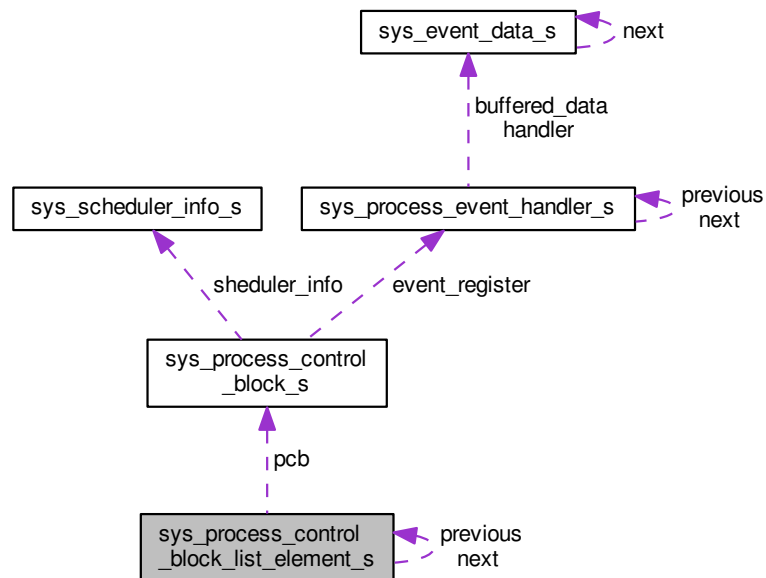 sys_event_data_s
next
buffered_data
handler
sys_scheduler_info_s
sys_process_event_handler_s
previous
next
sheduler_info
event_register
sys_process_control
_block_s
pcb
sys_process_control
_block_list_element_s
previous
next